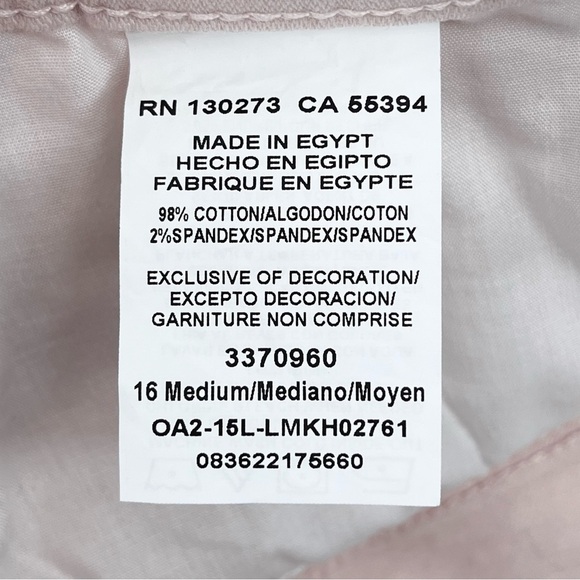 RN 130273 CA 55394
MADE IN EGYPT
HECHO EN EGIPTO
FABRIQUE EN EGYPTE
98% COTTON/ALGODON/COTON
2%SPANDEX/SPANDEX/SPANDEX
EXCLUSIVE OF DECORATION/
EXCEPTO DECORACION/
GARNITURE NON COMPRISE
3370960
16 Medium/Mediano/Moyen
OA2-15L-LMKH02761
083622175660